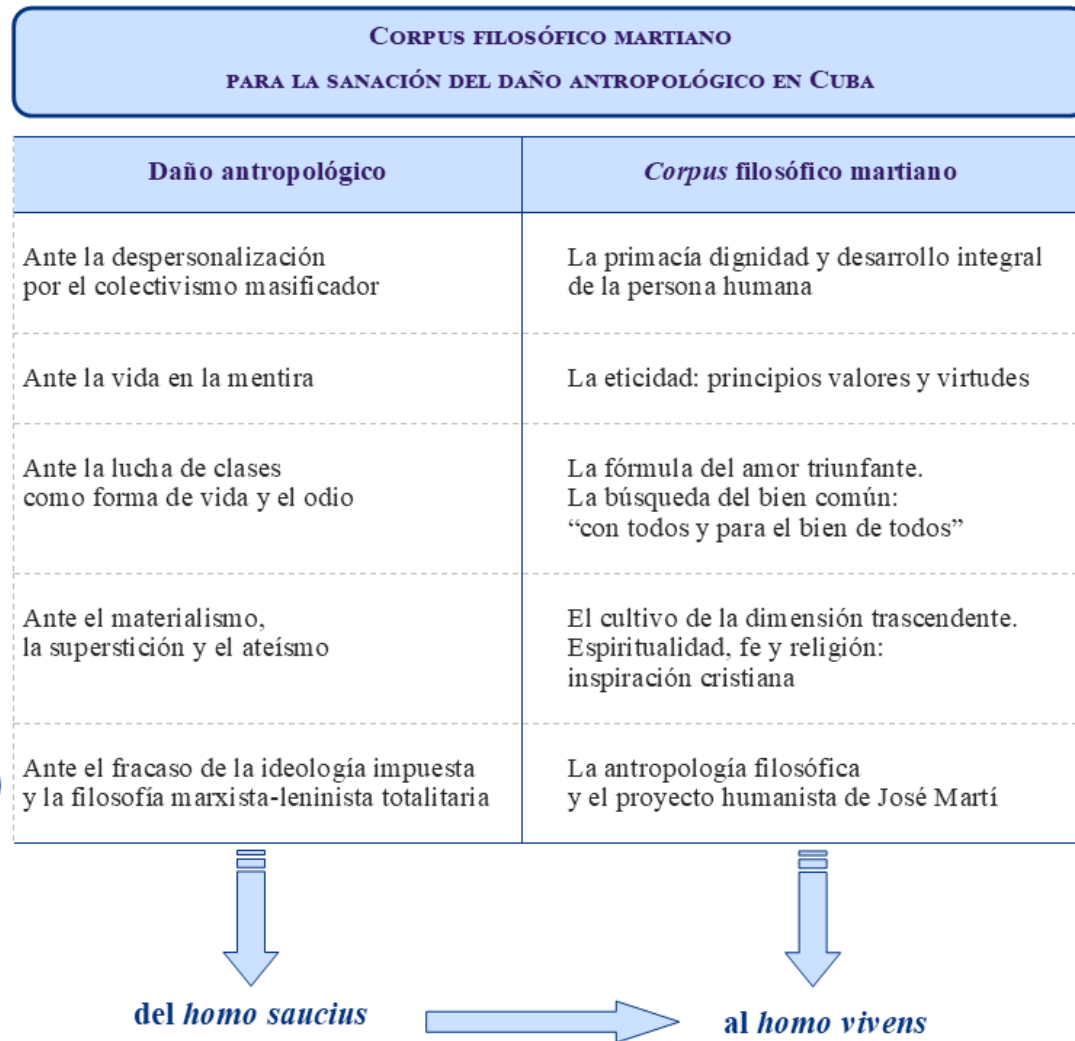 CORPUS FILOSÓFICO MARTIANO
PARA LA SANACIÓN DEL DAÑO ANTROPOLÓGICO EN CUBA
Daño antropológico
Corpus filosófico martiano
Ante la despersonalización
por el colectivismo masificador
La primacía dignidad y desarrollo integral
de la persona humana
Ante la vida en la mentira
La eticidad: principios valores y virtudes
Ante la lucha de clases
como forma de vida y el odio
La fórmula del amor triunfante.
La búsqueda del bien común:
“con todos y para el bien de todos”
Ante el materialismo,
la superstición y el ateísmo
El cultivo de la dimensión trascendente.
Espiritualidad, fe y religión:
inspiración cristiana
Ante el fracaso de la ideología impuesta
y la filosofía marxista-leninista totalitaria
La antropología filosófica
y el proyecto humanista de José Martí
del homo saucius
al homo vivens